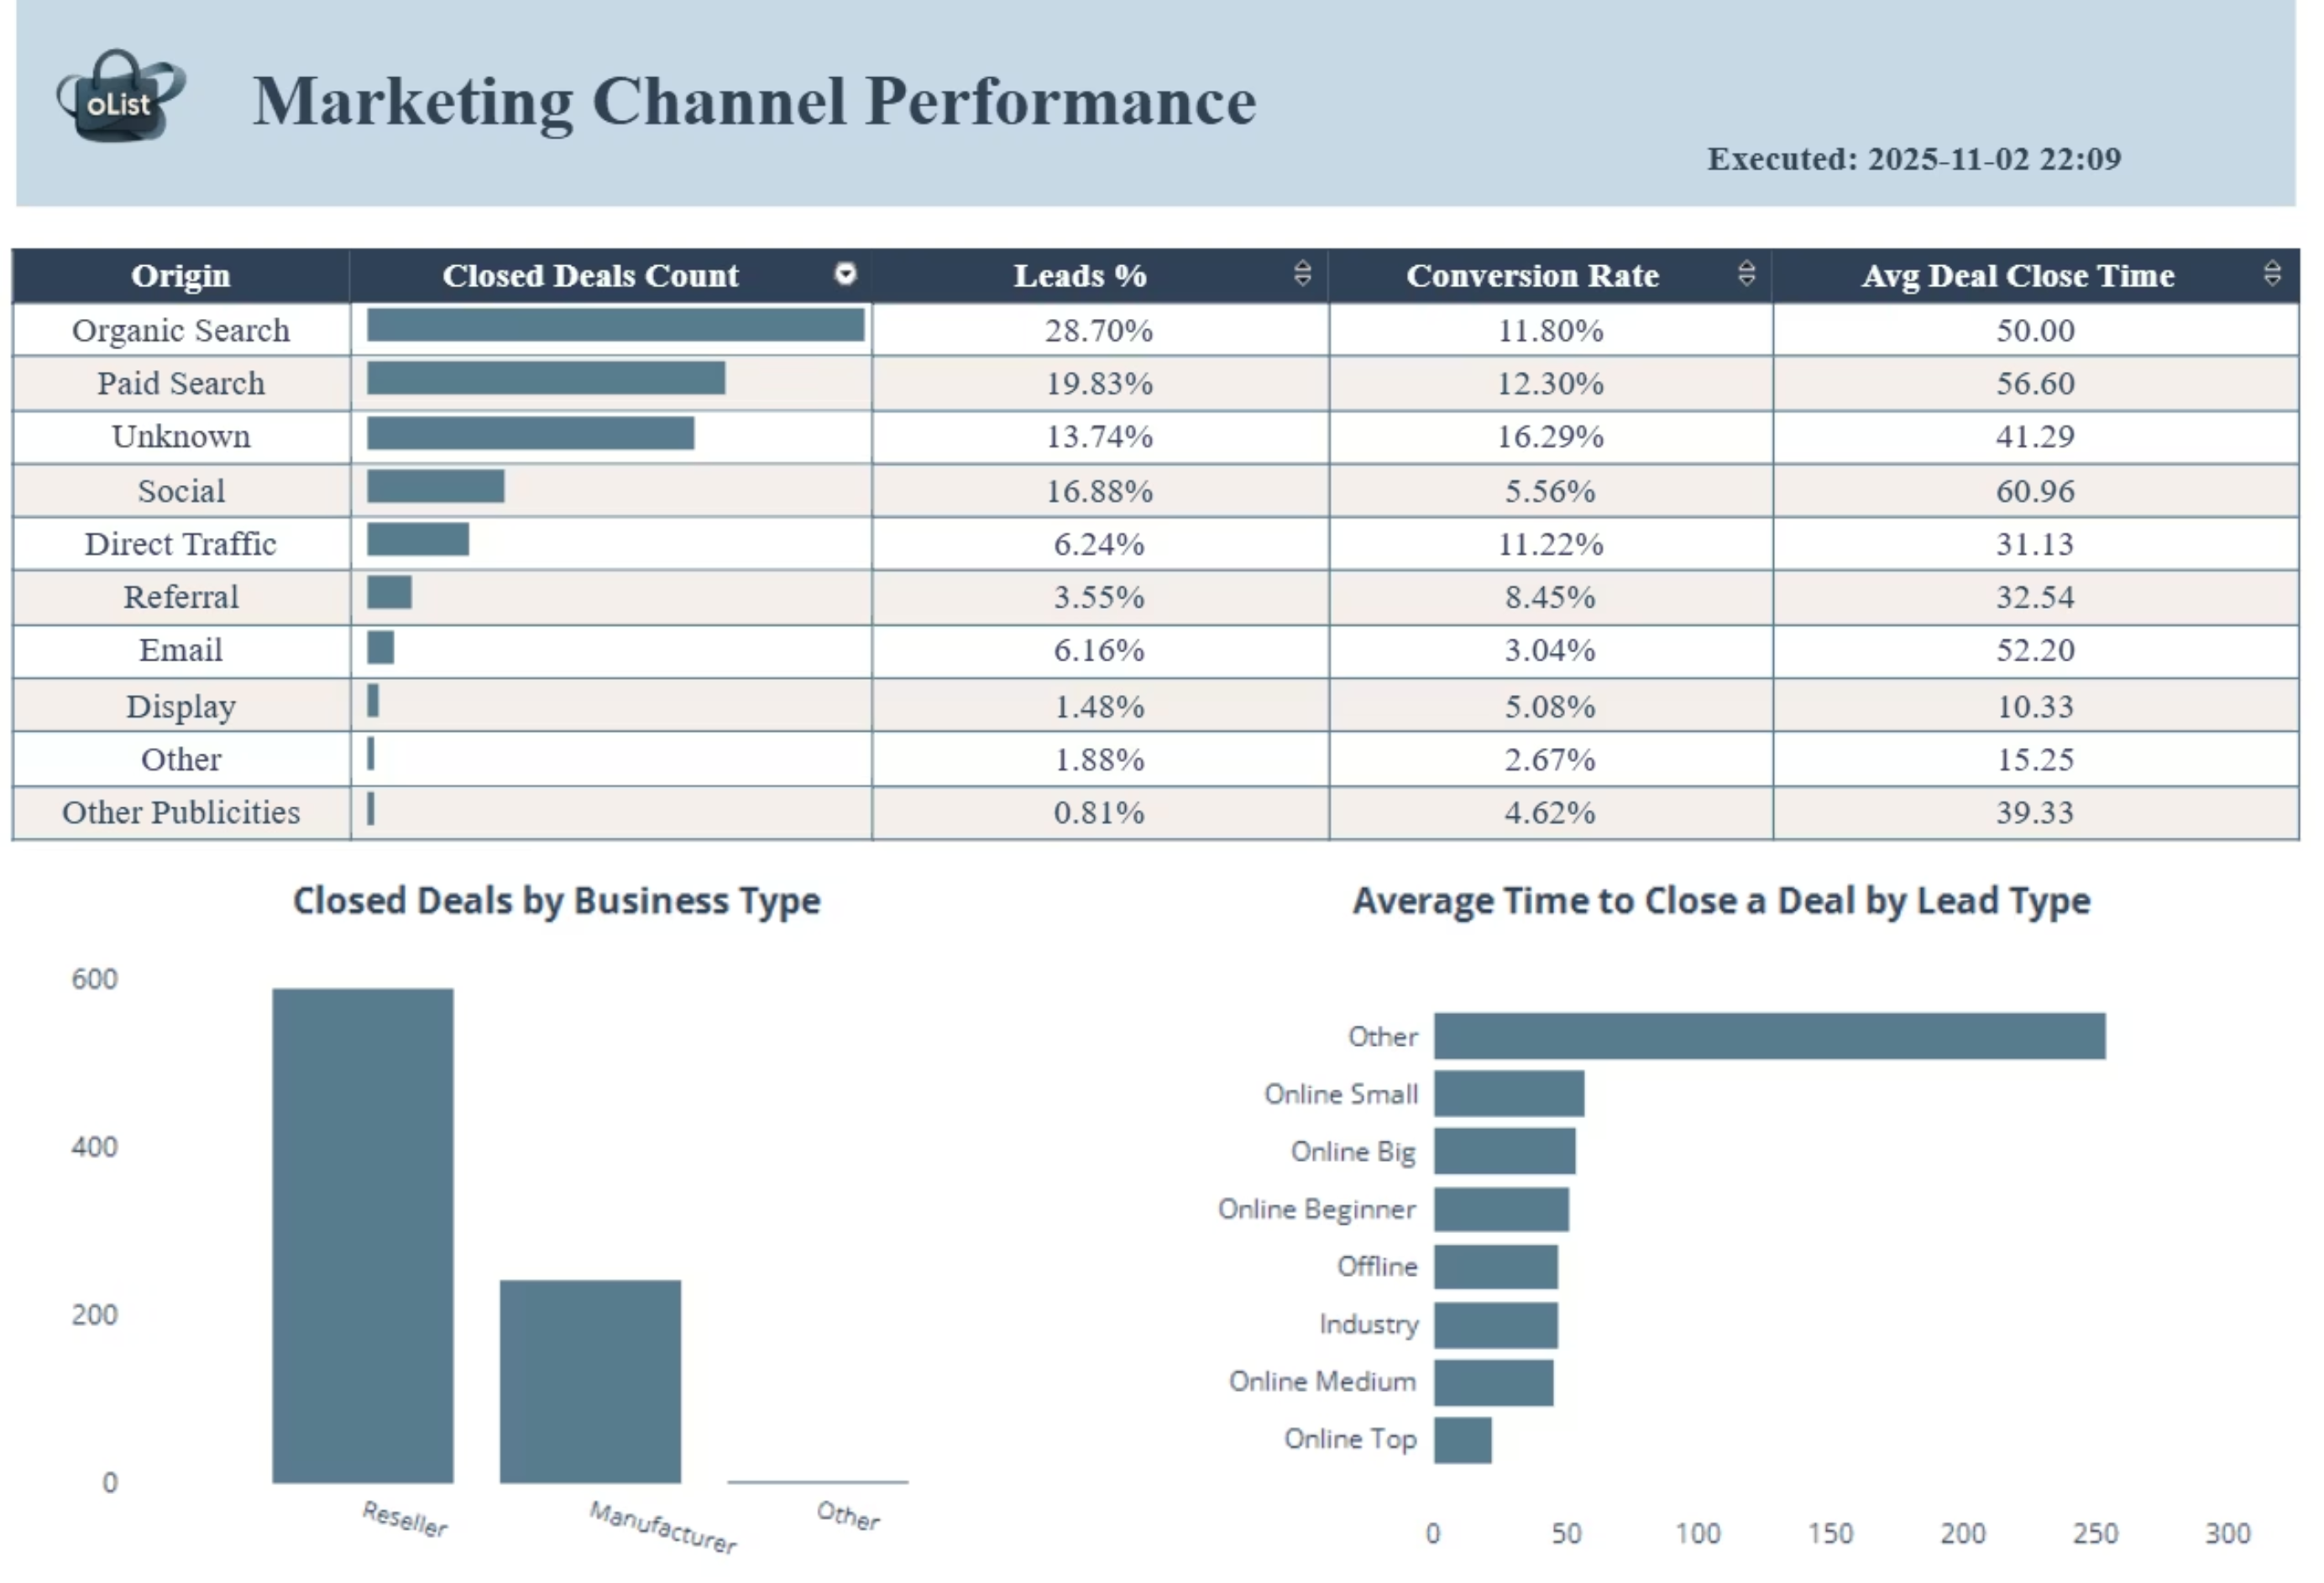 oList
Marketing Channel Performance
Executed: 2025-11-02 22:09
Origin Closed Deals Count Leads % Conversion Rate Avg Deal Close Time
Organic Search 28.70% 11.80% 50.00
Paid Search 19.83% 12.30% 56.60
Unknown 13.74% 16.29% 41.29
Social 16.88% 5.56% 60.96
Direct Traffic 6.24% 11.22% 31.13
Referral 3.55% 8.45% 32.54
Email 6.16% 3.04% 52.20
Display 1.48% 5.08% 10.33
Other 1.88% 2.67% 15.25
Other Publicities 0.81% 4.62% 39.33
Closed Deals by Business Type
600
400
200
0
Reseller Manufacturer Other
Average Time to Close a Deal by Lead Type
Other
Online Small
Online Big
Online Beginner
Offline
Industry
Online Medium
Online Top
0 50 100 150 200 250 300